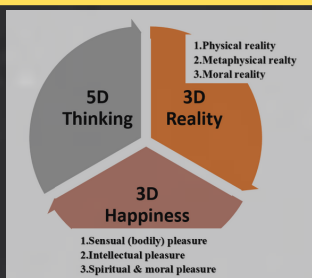 5D
Thinking
3D
Reality
1.Physical reality
2.Metaphysical realty
3.Moral reality
3D
Happiness
1.Sensual (bodily) pleasure
2.Intellectual pleasure
3.Spiritual & moral pleasure